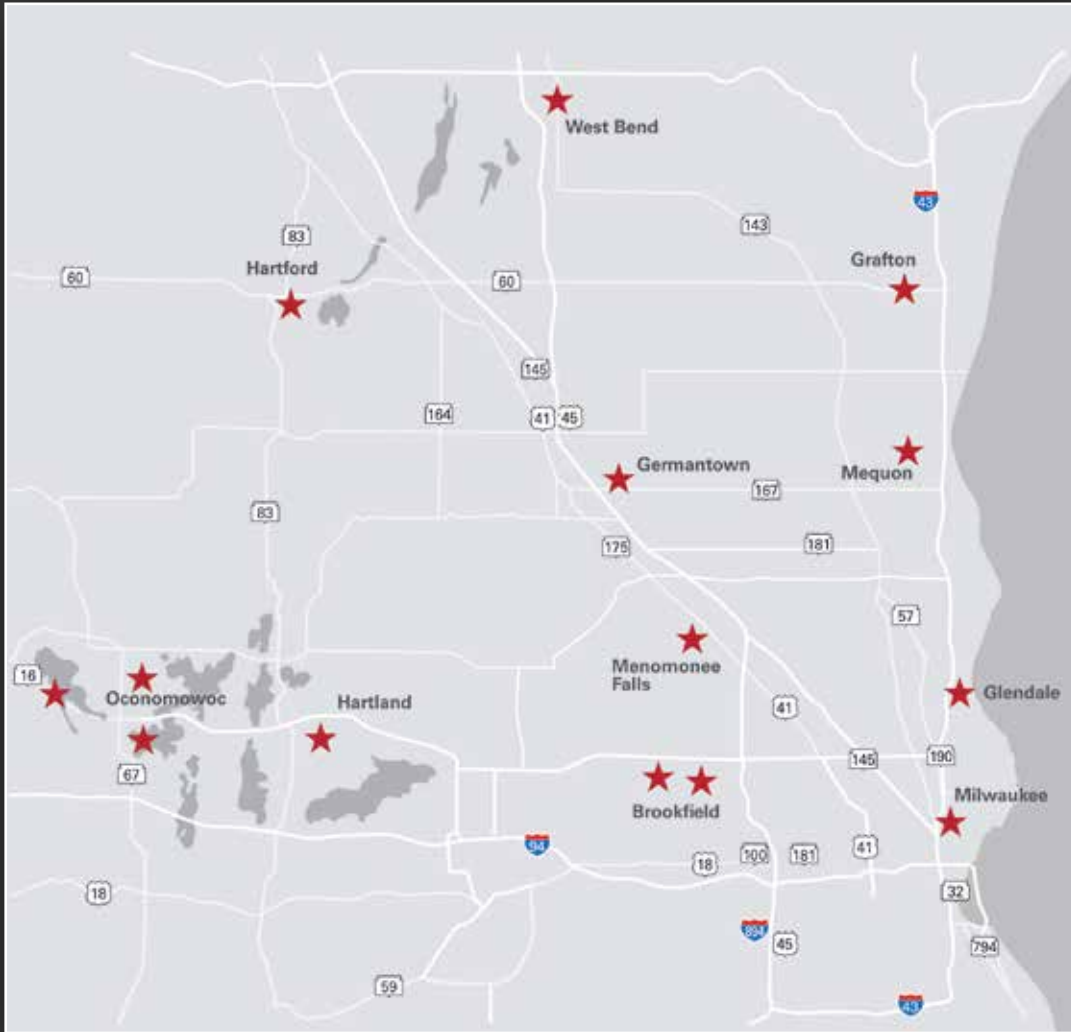 West Bend
43
143
83
Hartford
Grafton
60
60
145
164
41
45
Germantown
Mequon
167
83
175
181
57
Menomonee
Falls
16
Oconomowoc
Hartland
Glendale
41
67
145
190
Brookfield
Milwaukee
94
18
100
181
41
18
32
894
45
794
59
43